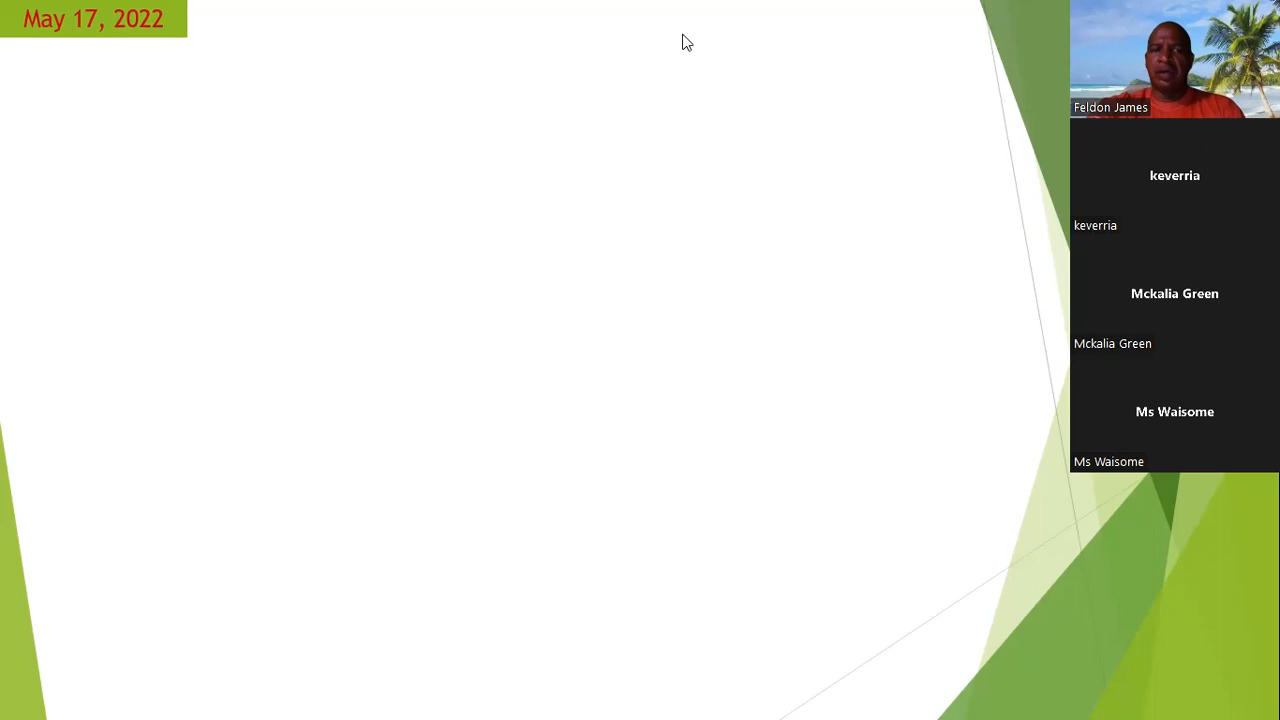 May 17, 2022
Feldon James
keverria
keverria
Mckalia Green
Mckalia Green
Ms Waisome
Ms Waisome